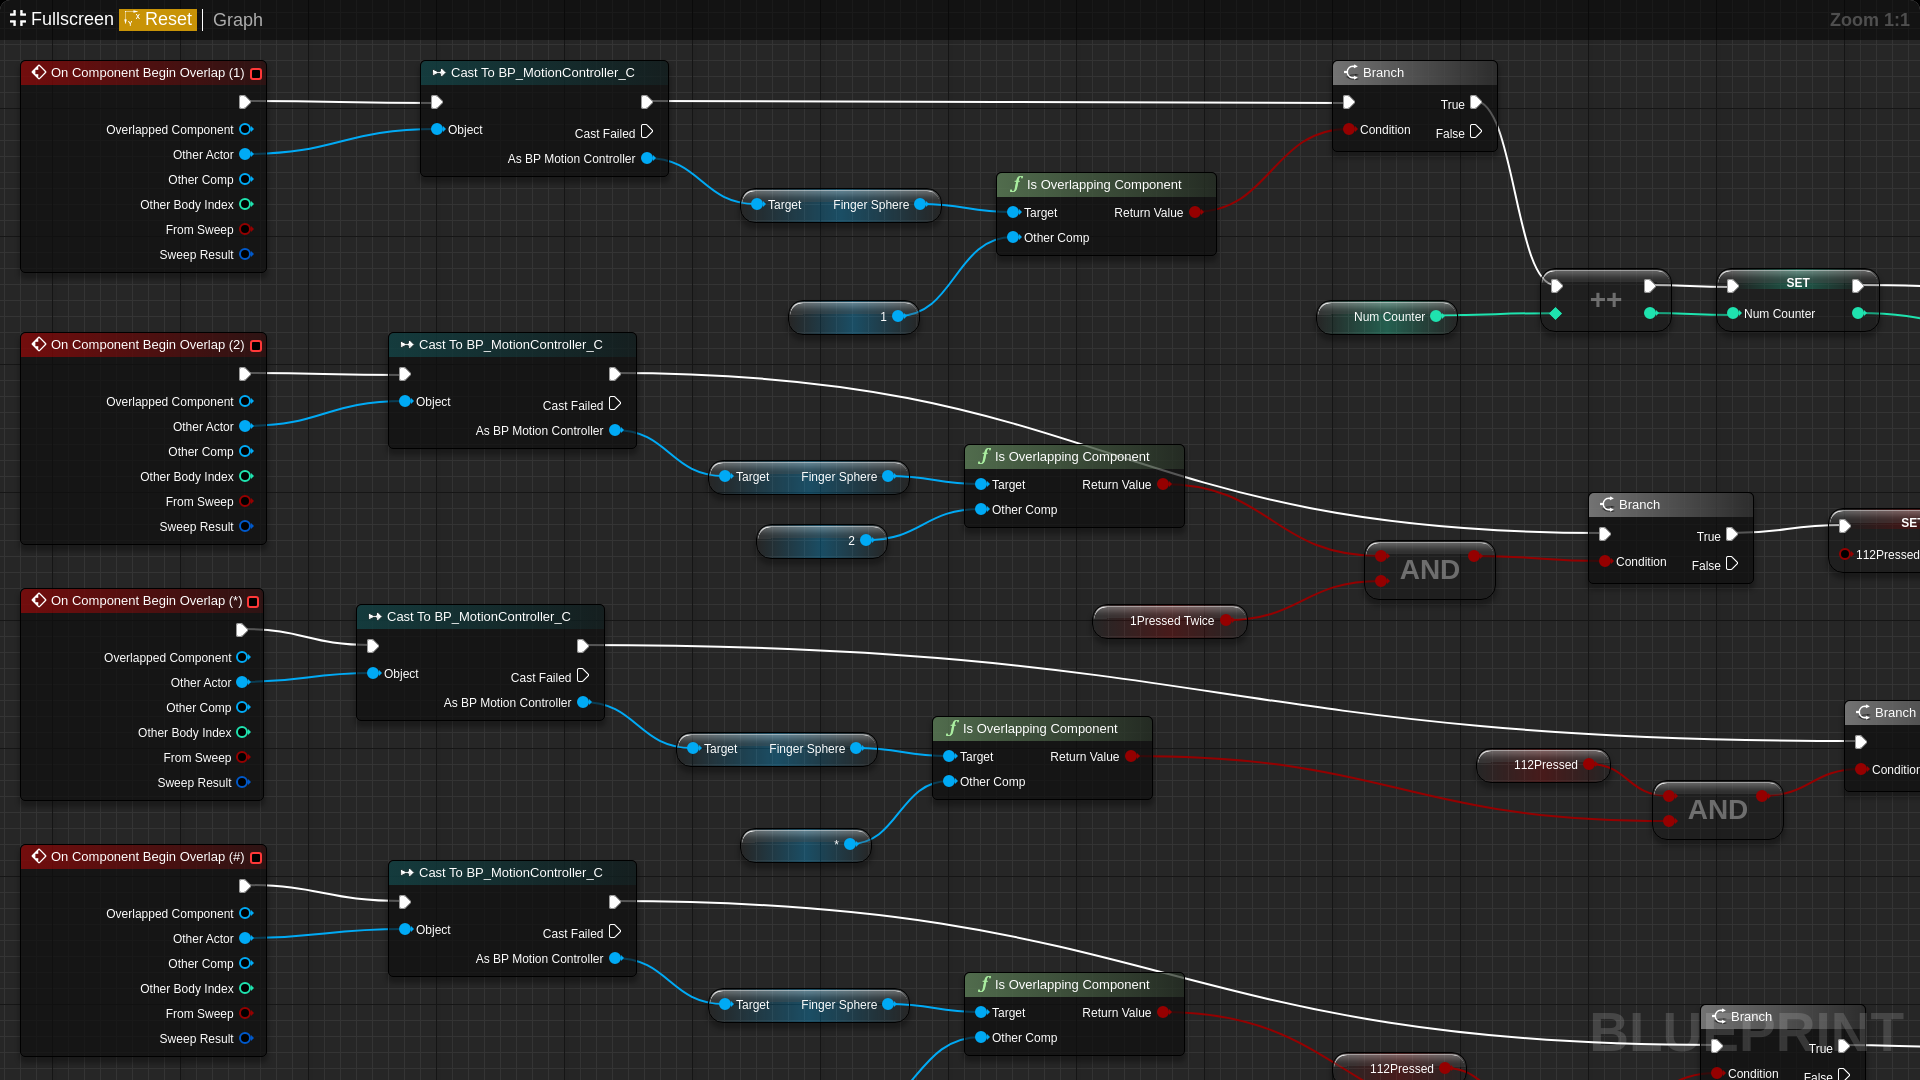 Fullscreen Reset Graph
Zoom 1:1
On Component Begin Overlap (1)
Overlapped Component
Other Actor
Other Comp
Other Body Index
From Sweep
Sweep Result
Cast To BP_MotionController_C
Object
Cast Failed
As BP Motion Controller
Target Finger Sphere
1
Is Overlapping Component
Target Return Value
Other Comp
Branch
True
Condition
False
Num Counter
++
SET
Num Counter
On Component Begin Overlap (2)
Overlapped Component
Other Actor
Other Comp
Other Body Index
From Sweep
Sweep Result
Cast To BP_MotionController_C
Object
Cast Failed
As BP Motion Controller
Target Finger Sphere
2
Is Overlapping Component
Target Return Value
Other Comp
1Pressed Twice
AND
Branch
True
Condition
False
SET
112Pressed
On Component Begin Overlap (*)
Overlapped Component
Other Actor
Other Comp
Other Body Index
From Sweep
Sweep Result
Cast To BP_MotionController_C
Object
Cast Failed
As BP Motion Controller
Target Finger Sphere
*
Is Overlapping Component
Target Return Value
Other Comp
112Pressed
AND
Branch
Condition
On Component Begin Overlap (#)
Overlapped Component
Other Actor
Other Comp
Other Body Index
From Sweep
Sweep Result
Cast To BP_MotionController_C
Object
Cast Failed
As BP Motion Controller
Target Finger Sphere
Is Overlapping Component
Target Return Value
Other Comp
112Pressed
Branch
True
Condition
False
BLUEPRINT